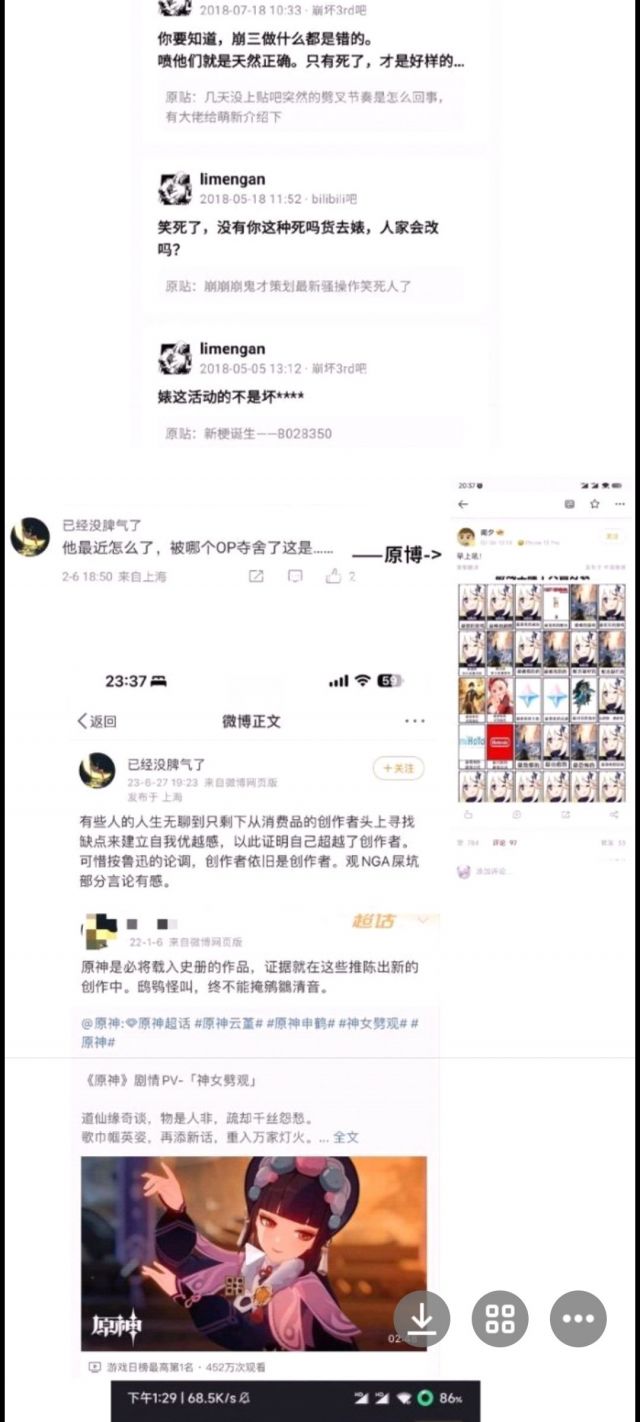 2018-07-18 10:33 · 崩坏3rd吧
你要知道，崩三做什么都是错的。
喷他们就是天然正确。只有死了，才是好样的...
原贴：几天没上贴吧突然的劈叉节奏是怎么回事，
有大佬给萌新介绍下
limengan
2018-05-18 11:52 · bilibili吧
笑死了，没有你这种死吗货去婊，人家会改
吗？
原贴：崩崩崩鬼才策划最新骚操作笑死人了
limengan
2018-05-05 13:12 · 崩坏3rd吧
婊这活动的不是坏****
原贴：新梗诞生——8028350
已经没脾气了
他最近怎么了，被哪个OP夺舍了这是......
——原博->
2-6 18:50 来自上海
2
20:37
早上吼！
miHoYo
Nintendo
评论 97
添加评论...
23:37
59
返回
微博正文
已经没脾气了
+关注
23-6-27 19:23 来自微博网页版
发布于 上海
有些人的人生无聊到只剩下从消费品的创作者头上寻找
缺点来建立自我优越感，以此证明自己超越了创作者。
可惜按鲁迅的论调，创作者依旧是创作者。观NGA屎坑
部分言论有感。
超话
22-1-6 来自微博网页版
原神是必将载入史册的作品，证据就在这些推陈出新的
创作中。鸱鸮怪叫，终不能掩鹓鶵清音。
@原神:原神超话 #原神云堇# #原神申鹤# #神女劈观# #
原神#
《原神》剧情PV-「神女劈观」
道仙缘奇谈，物是人非，疏却千丝怨愁。
歌巾帼英姿，再添新话，重入万家灯火。... 全文
原神
游戏日榜最高第1名 · 452万次观看
下午1:29 | 68.5K/s
86%